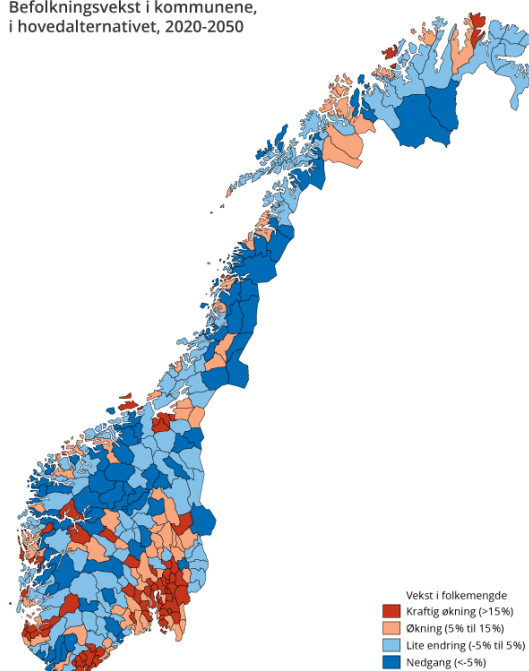 Befolkningsvekst i kommunene,
i hovedalternativet, 2020-2050
Vekst i folkemengde
Kraftig økning (>15%)
Økning (5% til 15%)
Lite endring (-5% til 5%)
Nedgang (<-5%)